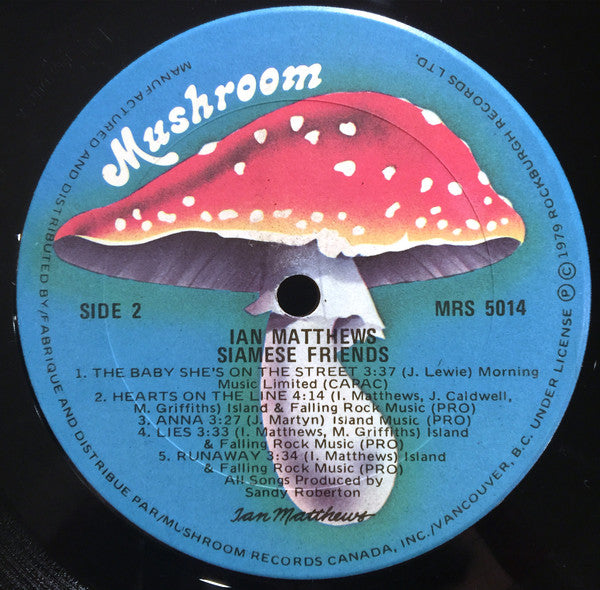 Mushroom
SIDE 2
MRS 5014
IAN MATTHEWS
SIAMESE FRIENDS
1. THE BABY SHE'S ON THE STREET 3:37 (J. Lewie) Morning
Music Limited (CARAC)
2. HEARTS ON THE LINE 4:14 (I. Matthews, J. Caldwell,
M. Griffiths) Island & Falling Rock Music (PRO)
3. ANNA 3:27 (J. Martyn) Island Music (PRO)
4. LIES 3:33 (I. Matthews, M. Griffiths) Island
& Falling Rock Music (PRO)
5. RUNAWAY 3:34 (I. Matthews) Island
& Falling Rock Music (PRO)
All Songs Produced by
Sandy Roberton
Ian Matthews
MANUFACTURED AND DISTRIBUTED BY/FABRIQUE ET DISTRIBUE PAR/MUSHROOM RECORDS CANADA, INC./VANCOUVER, B.C. UNDER LICENSE Ⓟ © 1979 ROCKBURGH RECORDS LTD.